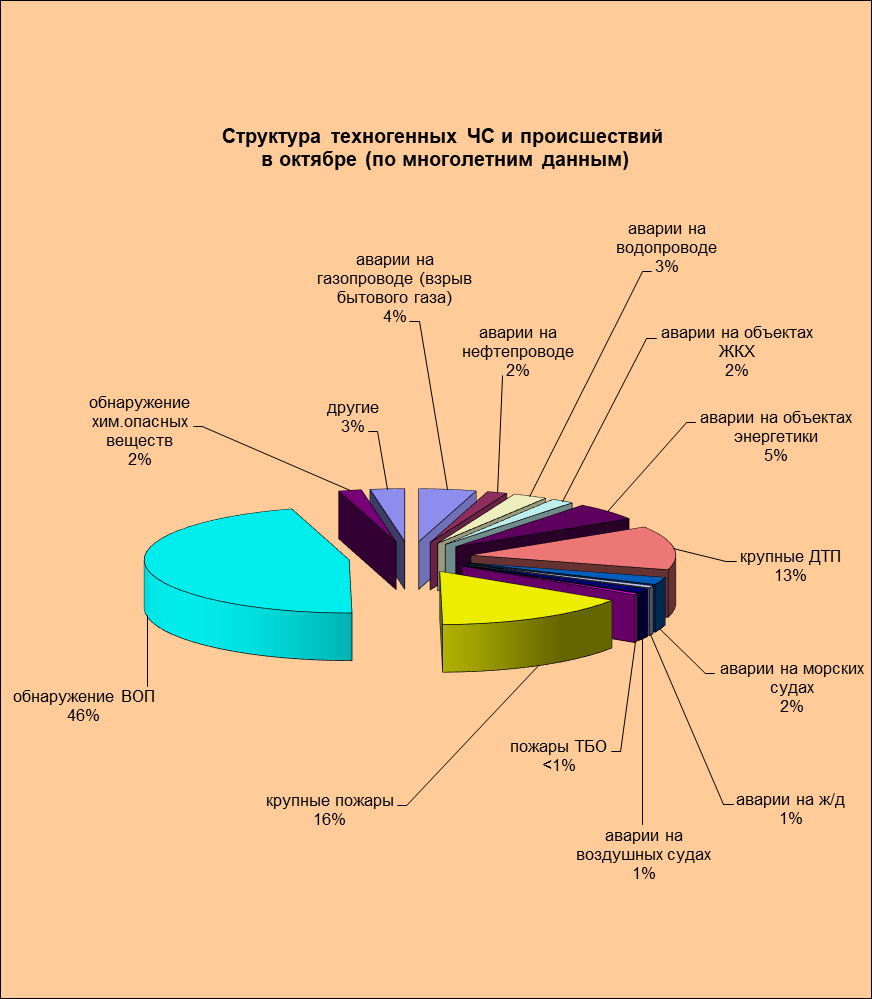 Структура техногенных ЧС и происшествий
в октябре (по многолетним данным)
аварии на
водопроводе
3%
аварии на
газопроводе (взрыв
бытового газа)
4%
аварии на
нефтепроводе
2%
аварии на объектах
ЖКХ
2%
обнаружение
хим.опасных
веществ
2%
другие
3%
аварии на объектах
энергетики
5%
крупные ДТП
13%
аварии на морских
судах
2%
обнаружение ВОП
46%
пожары ТБО
<1%
крупные пожары
16%
аварии на ж/д
1%
аварии на
воздушных судах
1%